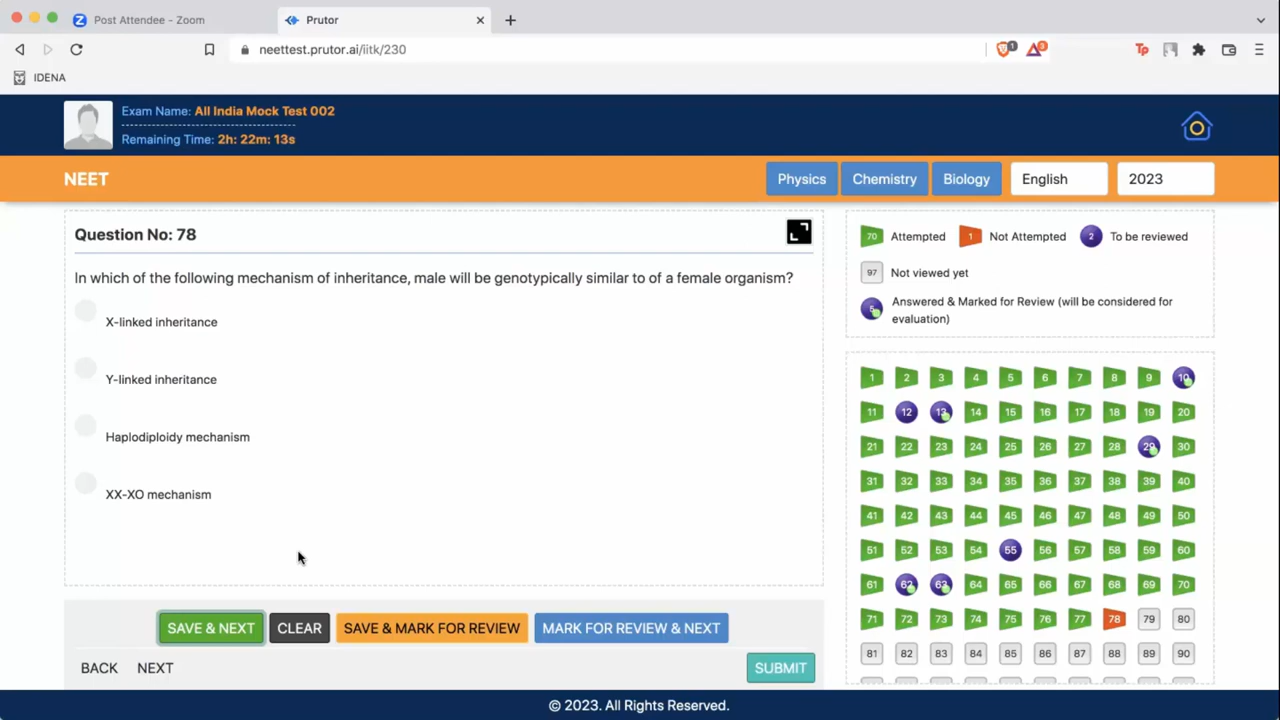 Post Attendee - Zoom
Prutor
neettest.prutor.ai/iitk/230
1
3
Tp
IDENA
Exam Name: All India Mock Test 002
Remaining Time: 2h: 22m: 13s
NEET
Physics
Chemistry
Biology
English
2023
Question No: 78
In which of the following mechanism of inheritance, male will be genotypically similar to of a female organism?
X-linked inheritance
Y-linked inheritance
Haplodiploidy mechanism
XX-XO mechanism
SAVE & NEXT
CLEAR
SAVE & MARK FOR REVIEW
MARK FOR REVIEW & NEXT
BACK
NEXT
SUBMIT
70 Attempted
1 Not Attempted
2 To be reviewed
97 Not viewed yet
5 Answered & Marked for Review (will be considered for
evaluation)
1 2 3 4 5 6 7 8 9 10
11 12 13 14 15 16 17 18 19 20
21 22 23 24 25 26 27 28 29 30
31 32 33 34 35 36 37 38 39 40
41 42 43 44 45 46 47 48 49 50
51 52 53 54 55 56 57 58 59 60
61 62 63 64 65 66 67 68 69 70
71 72 73 74 75 76 77 78 79 80
81 82 83 84 85 86 87 88 89 90
© 2023. All Rights Reserved.